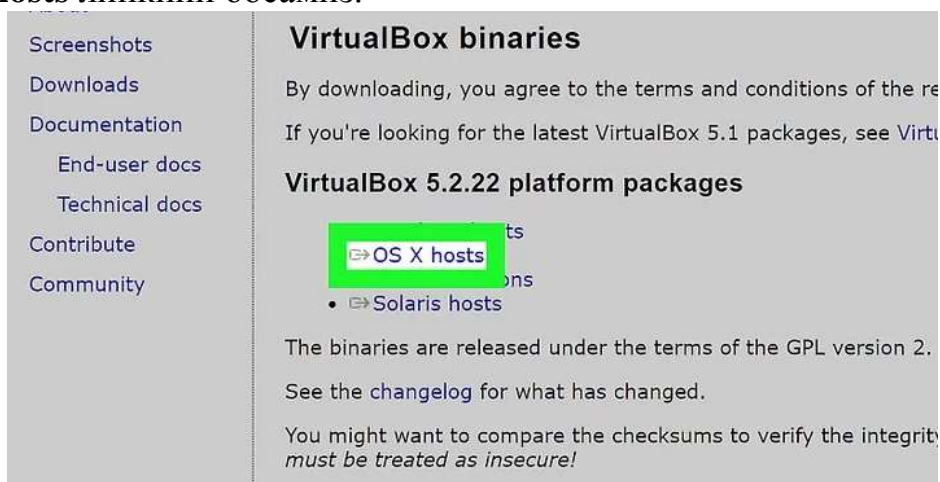 Screenshots
Downloads
Documentation
End-user docs
Technical docs
Contribute
Community
VirtualBox binaries
By downloading, you agree to the terms and conditions of the re
If you're looking for the latest VirtualBox 5.1 packages, see Virtu
VirtualBox 5.2.22 platform packages
ts
OS X hosts
ons
• Solaris hosts
The binaries are released under the terms of the GPL version 2.
See the changelog for what has changed.
You might want to compare the checksums to verify the integrity
must be treated as insecure!